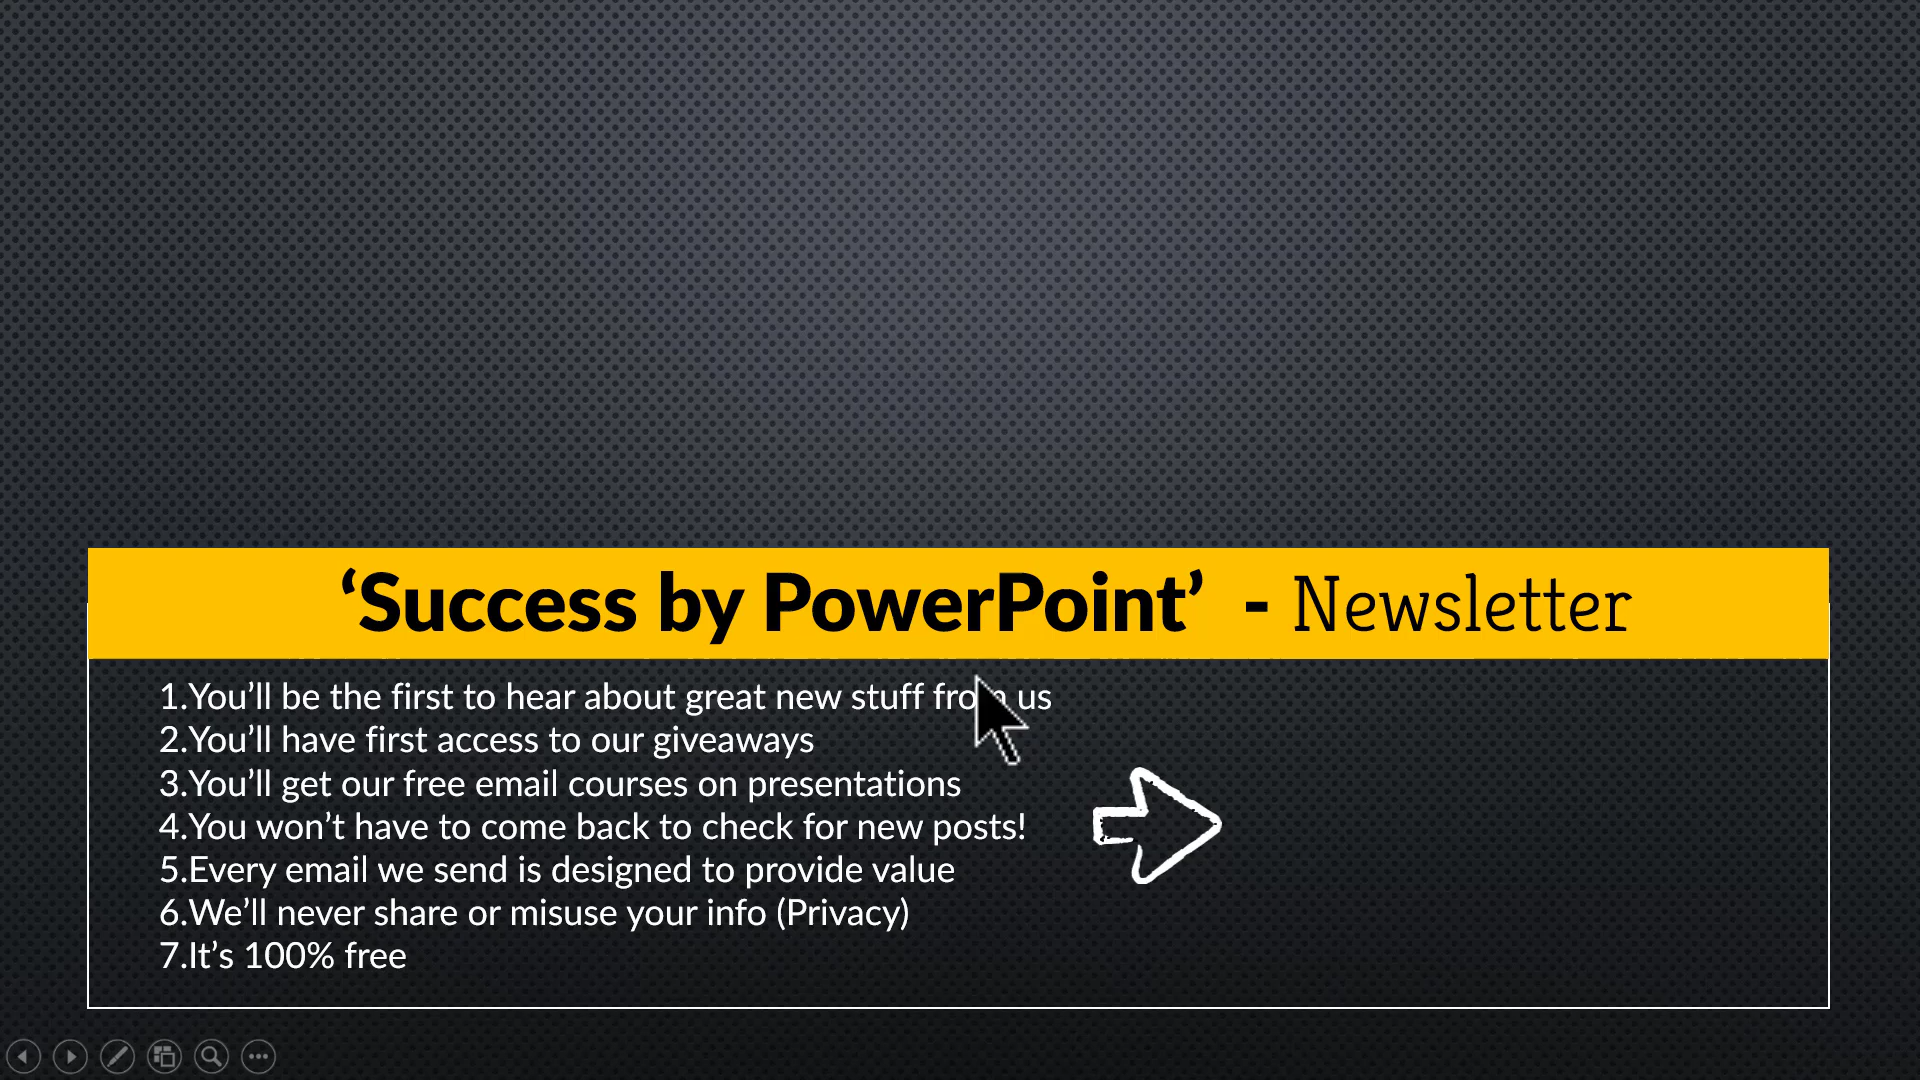 ‘Success by PowerPoint’ - Newsletter
1.You’ll be the first to hear about great new stuff from us
2.You’ll have first access to our giveaways
3.You’ll get our free email courses on presentations
4.You won’t have to come back to check for new posts!
5.Every email we send is designed to provide value
6.We’ll never share or misuse your info (Privacy)
7.It’s 100% free